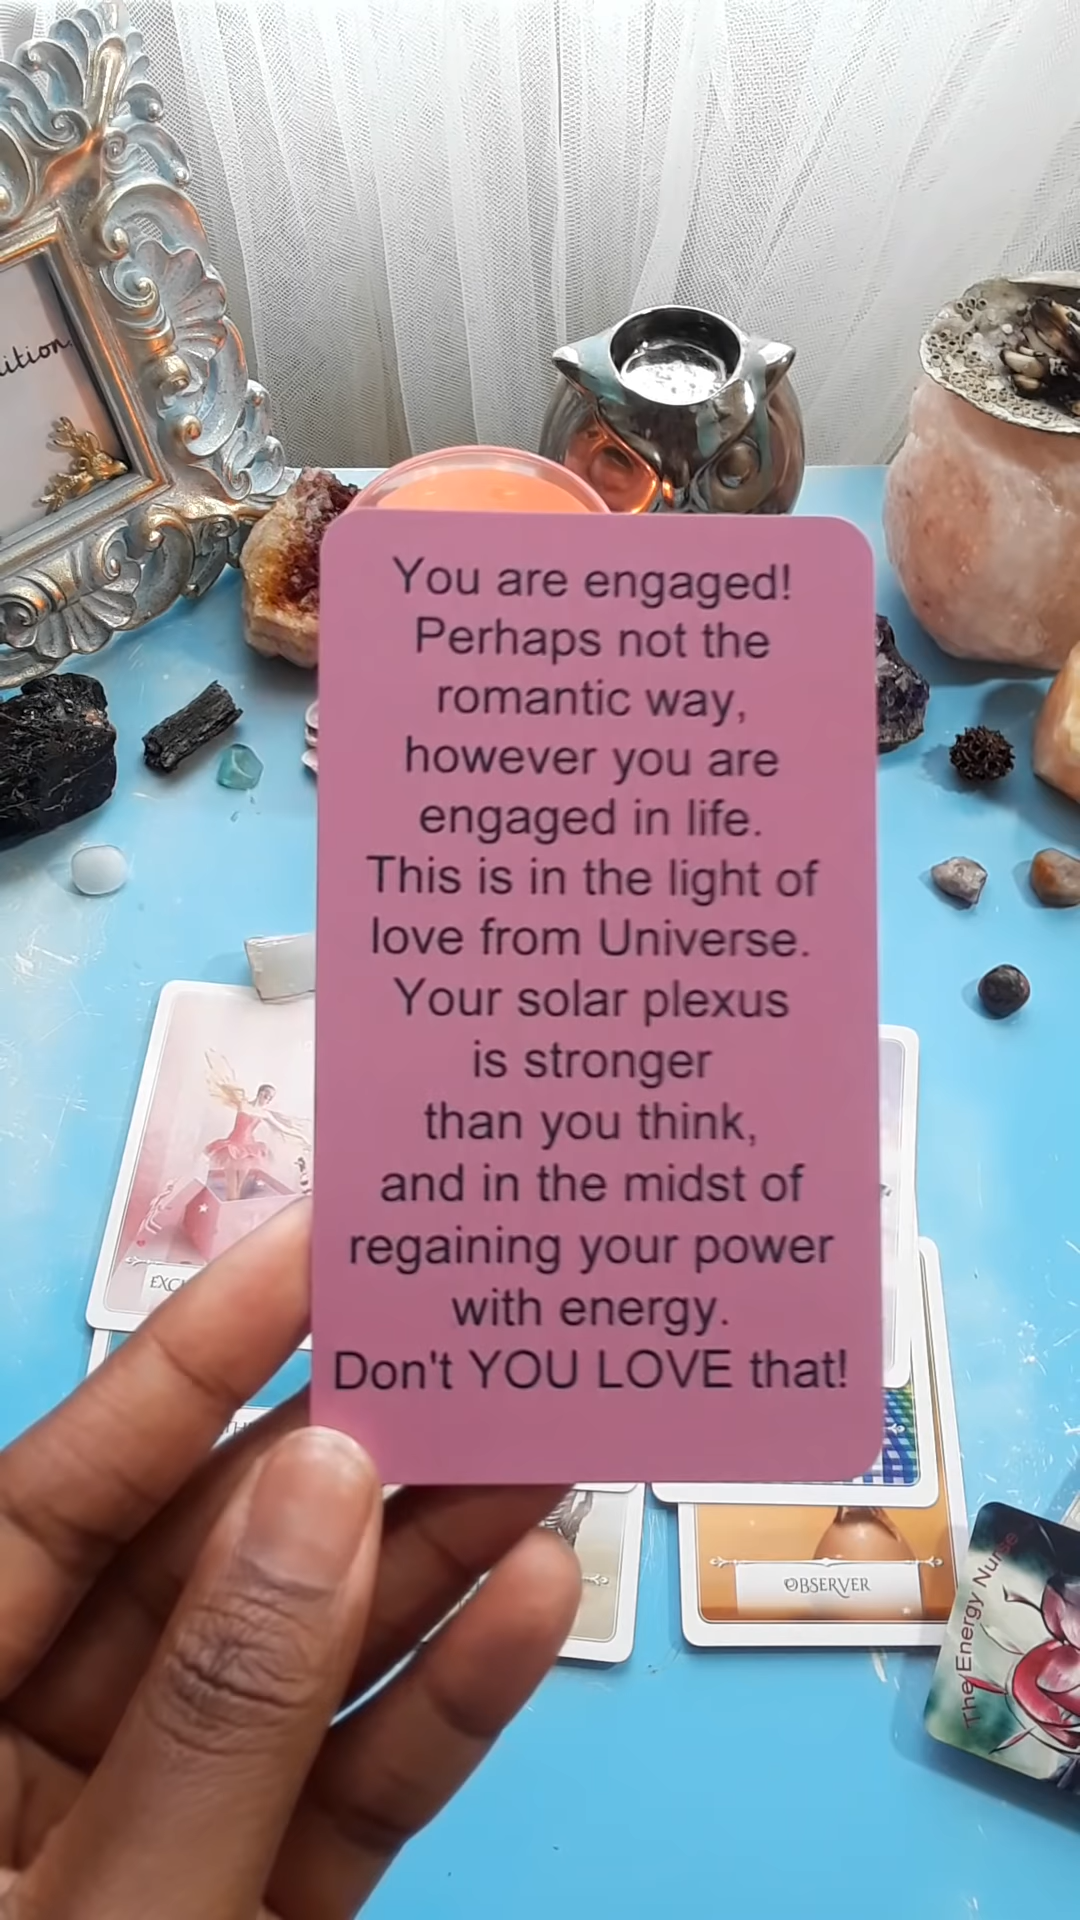 ition.
You are engaged!
Perhaps not the
romantic way,
however you are
engaged in life.
This is in the light of
love from Universe.
Your solar plexus
is stronger
than you think,
and in the midst of
regaining your power
with energy.
Don't YOU LOVE that!
OBSERVER
The Energy Nurse